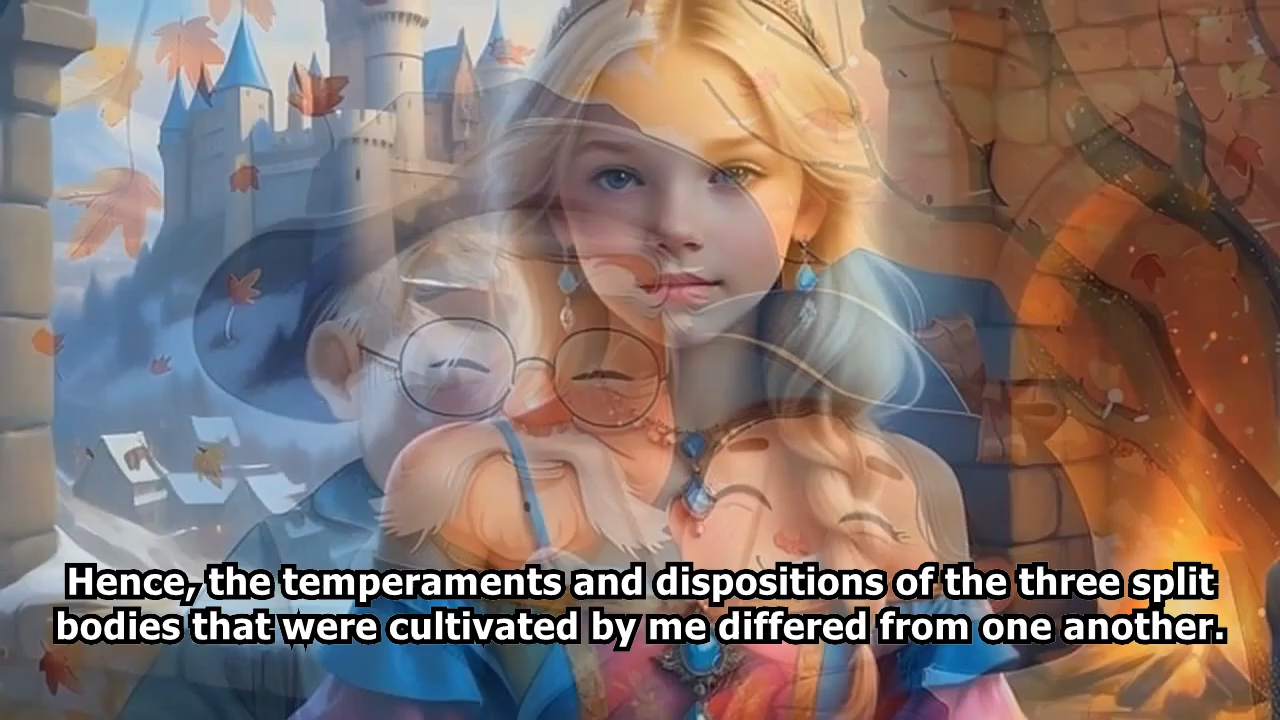 Hence, the temperaments and dispositions of the three split
bodies that were cultivated by me differed from one another.